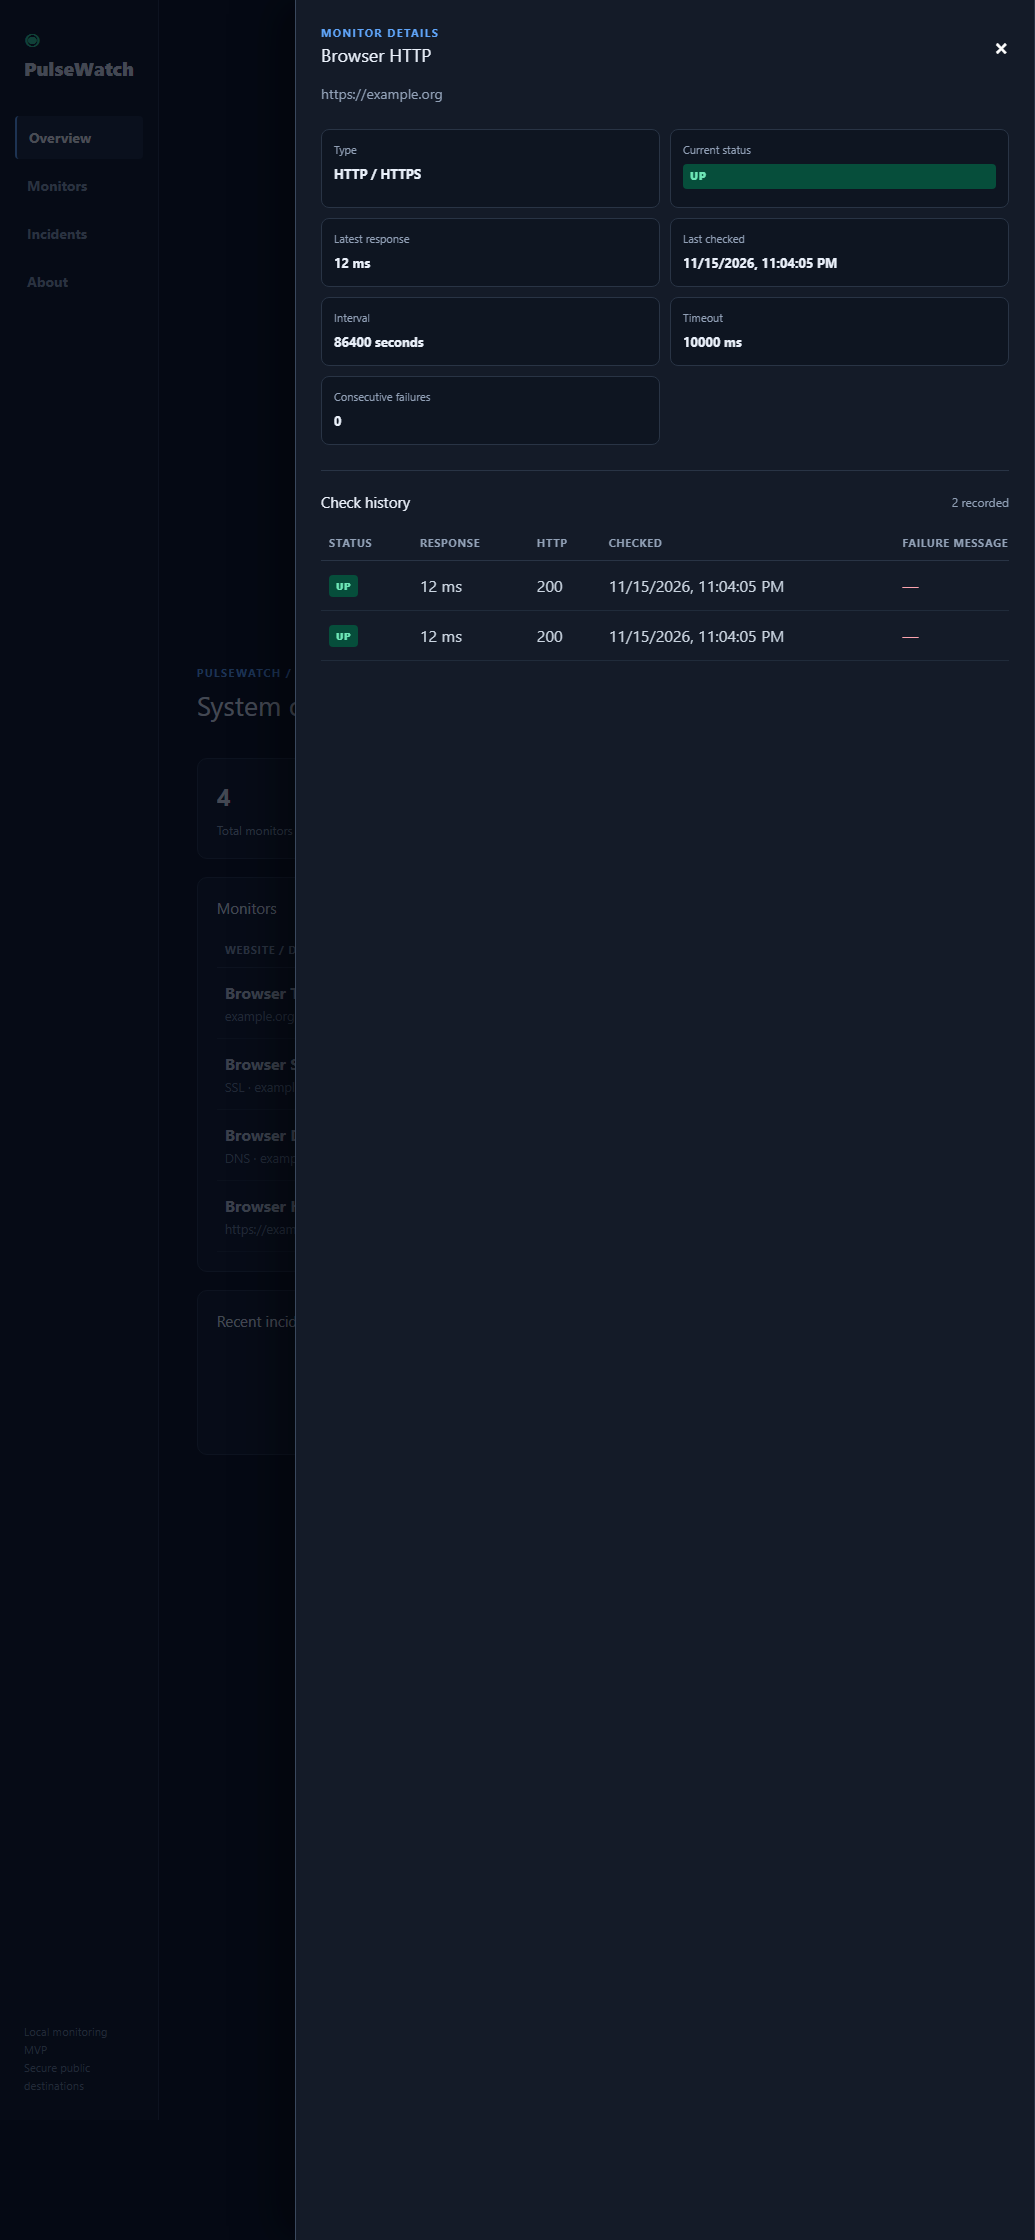 PulseWatch
Overview
Monitors
Incidents
About
Local monitoring
MVP
Secure public
destinations
PULSEWATCH /
System
4
Total monitors
Monitors
WEBSITE /
Browser
example.org
Browser
SSL · exampl
Browser
DNS · examp
Browser
https://exam
Recent incid
MONITOR DETAILS
Browser HTTP
×
https://example.org
Type
HTTP / HTTPS
Current status
UP
Latest response
12 ms
Last checked
11/15/2026, 11:04:05 PM
Interval
86400 seconds
Timeout
10000 ms
Consecutive failures
0
Check history
2 recorded
STATUS RESPONSE HTTP CHECKED FAILURE MESSAGE
UP 12 ms 200 11/15/2026, 11:04:05 PM —
UP 12 ms 200 11/15/2026, 11:04:05 PM —